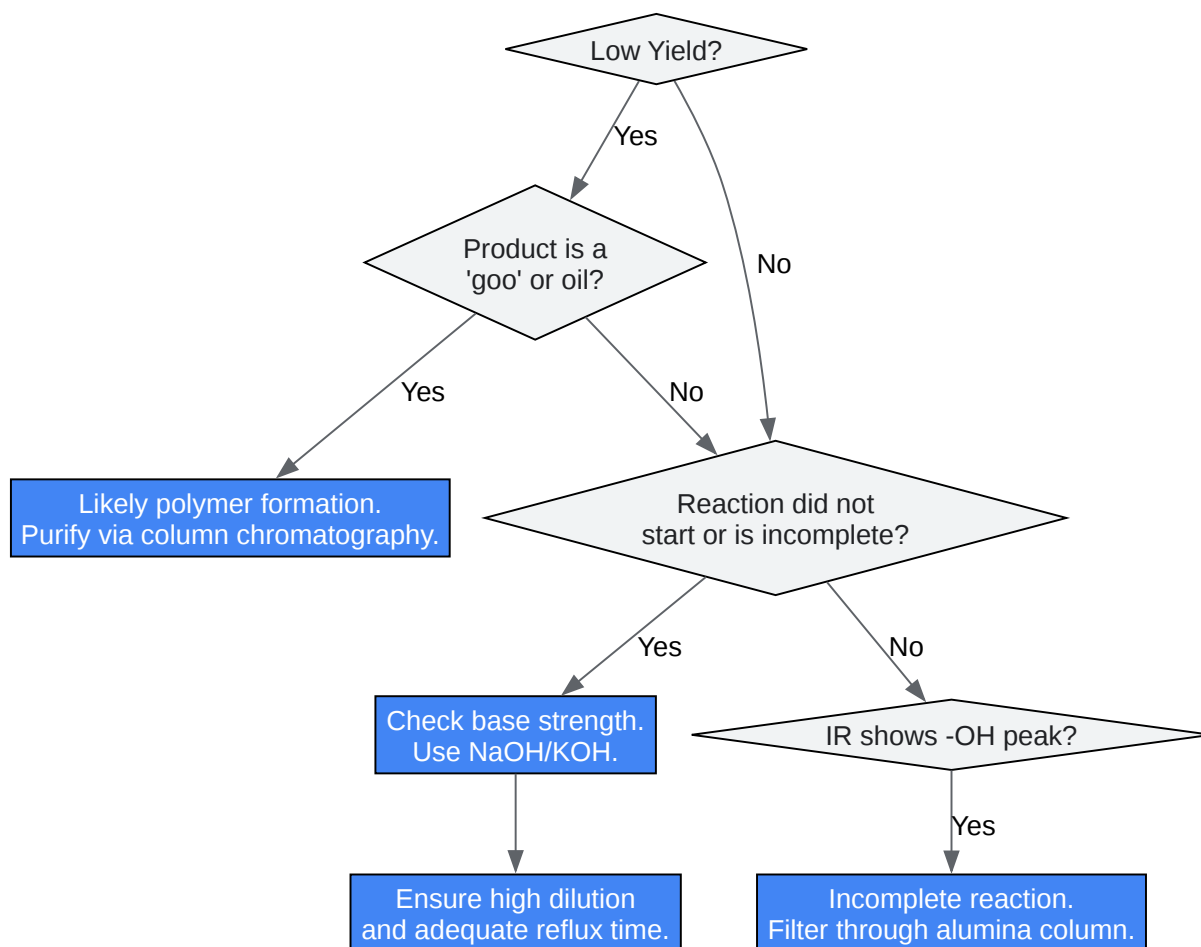 Low Yield?
Yes
No
Product is a
'goo' or oil?
Yes
No
Likely polymer formation.
Purify via column chromatography.
Reaction did not
start or is incomplete?
Yes
No
Check base strength.
Use NaOH/KOH.
IR shows -OH peak?
Yes
Ensure high dilution
and adequate reflux time.
Incomplete reaction.
Filter through alumina column.